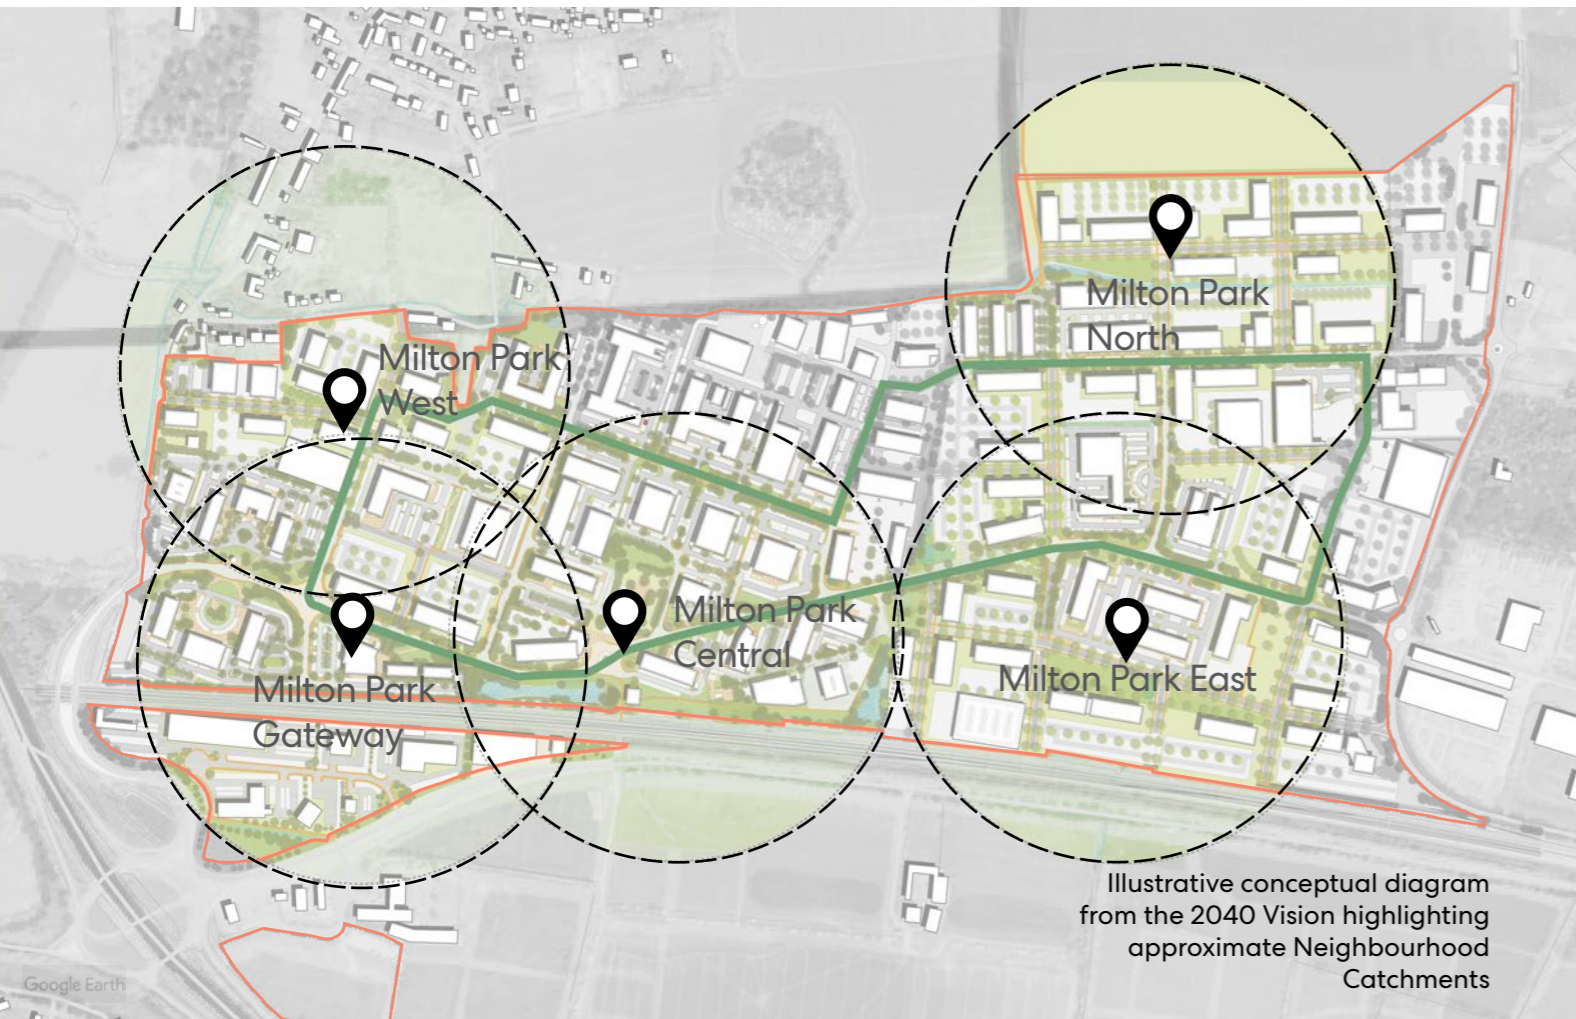 Milton Park
North
Milton Park
West
Milton Park
Central
Milton Park East
Milton Park
Gateway
Illustrative conceptual diagram
from the 2040 Vision highlighting
approximate Neighbourhood
Catchments
Google Earth